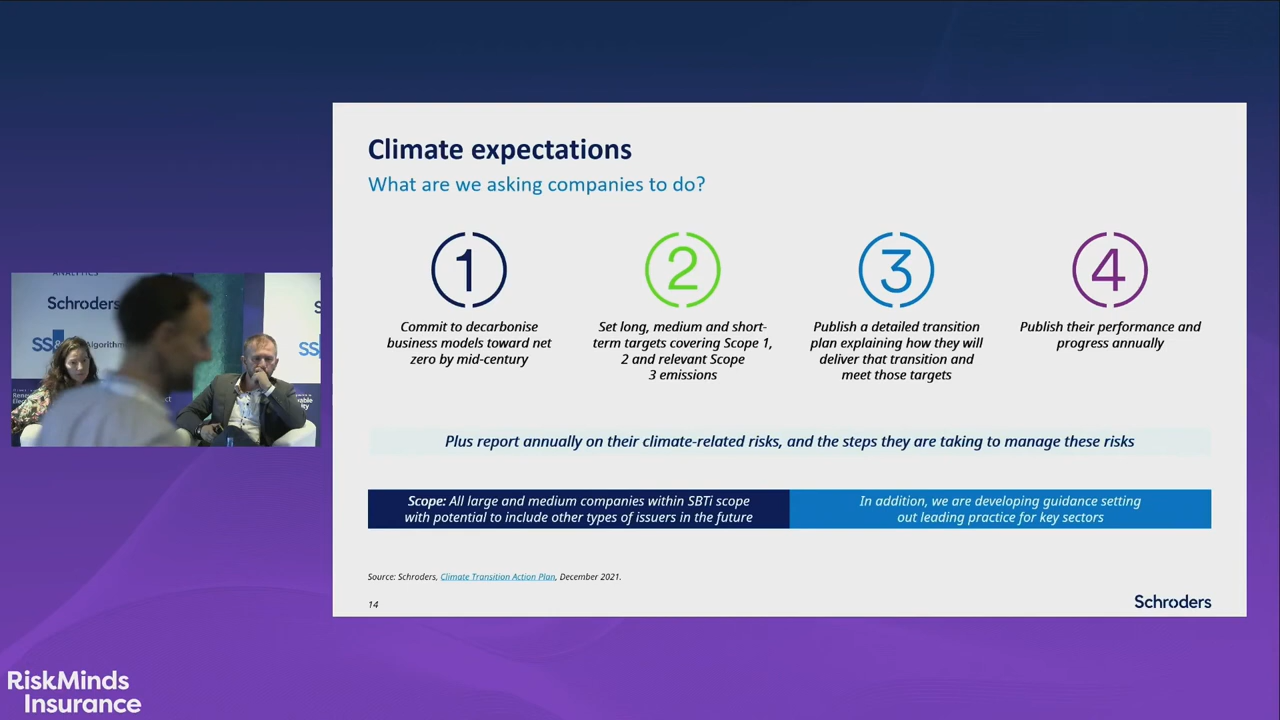 Climate expectations
What are we asking companies to do?
1
2
3
4
Commit to decarbonise
business models toward net
zero by mid-century
Set long, medium and short-
term targets covering Scope 1,
2 and relevant Scope
3 emissions
Publish a detailed transition
plan explaining how they will
deliver that transition and
meet those targets
Publish their performance and
progress annually
Plus report annually on their climate-related risks, and the steps they are taking to manage these risks
Scope: All large and medium companies within SBTi scope
with potential to include other types of issuers in the future
In addition, we are developing guidance setting
out leading practice for key sectors
Source: Schroders, Climate Transition Action Plan, December 2021.
14
Schroders
ANALYTICS
Schroders
Algorithm
RiskMinds
Insurance